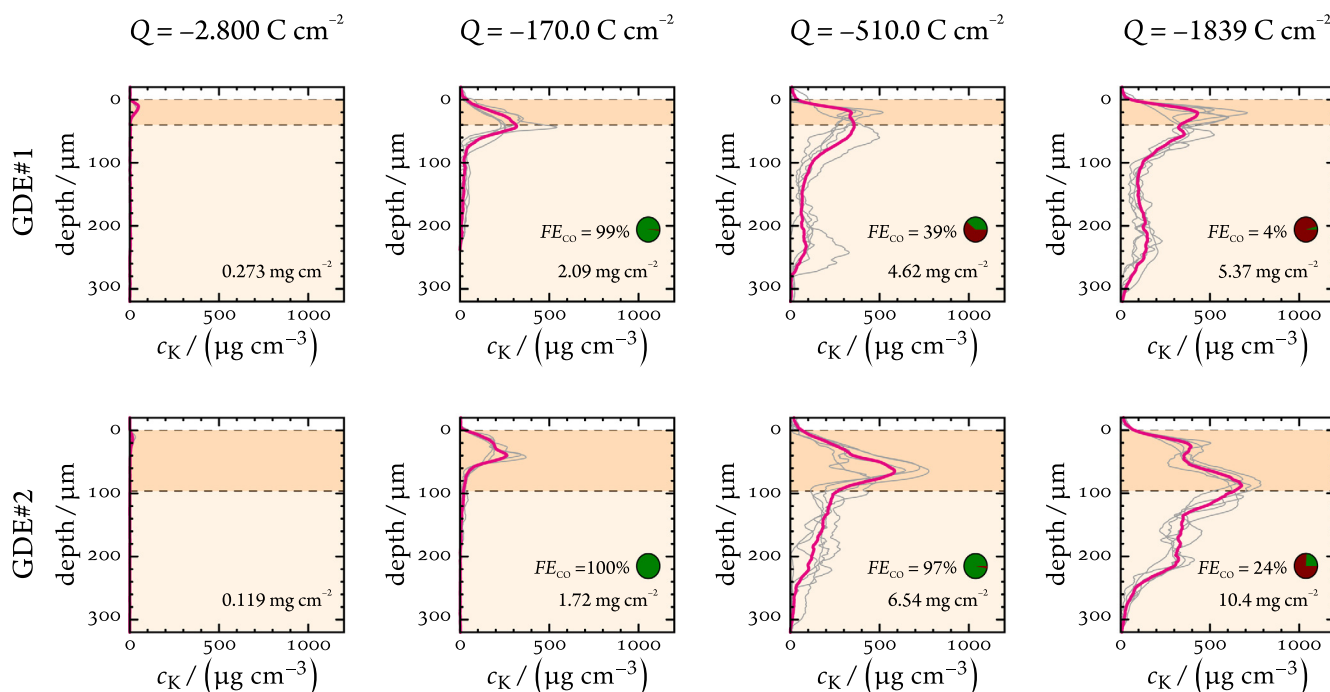 Q = –2.800 C cm⁻² Q = –170.0 C cm⁻² Q = –510.0 C cm⁻² Q = –1839 C cm⁻²
GDE#1
depth / µm
0
100
200
300
0.273 mg cm⁻²
0 500 1000
c_K / (µg cm⁻³)
depth / µm
0
100
200
300
FE_CO = 99%
2.09 mg cm⁻²
0 500 1000
c_K / (µg cm⁻³)
depth / µm
0
100
200
300
FE_CO = 39%
4.62 mg cm⁻²
0 500 1000
c_K / (µg cm⁻³)
depth / µm
0
100
200
300
FE_CO = 4%
5.37 mg cm⁻²
0 500 1000
c_K / (µg cm⁻³)
GDE#2
depth / µm
0
100
200
300
0.119 mg cm⁻²
0 500 1000
c_K / (µg cm⁻³)
depth / µm
0
100
200
300
FE_CO =100%
1.72 mg cm⁻²
0 500 1000
c_K / (µg cm⁻³)
depth / µm
0
100
200
300
FE_CO = 97%
6.54 mg cm⁻²
0 500 1000
c_K / (µg cm⁻³)
depth / µm
0
100
200
300
FE_CO = 24%
10.4 mg cm⁻²
0 500 1000
c_K / (µg cm⁻³)